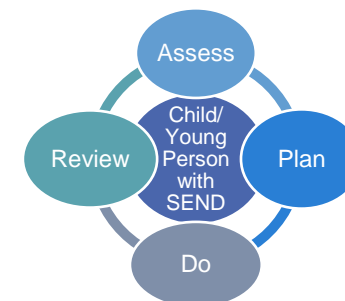 Assess
Child/
Young
Person
with
SEND
Review
Plan
Do